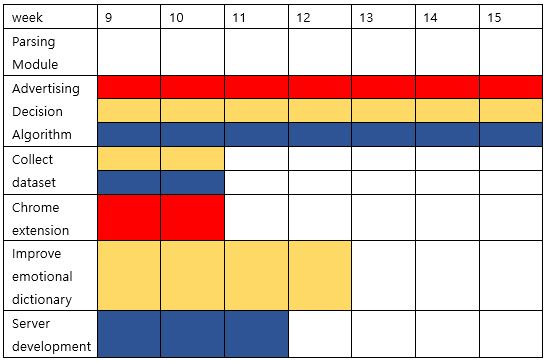 week 9 10 11 12 13 14 15
Parsing
Module
Advertising
Decision
Algorithm
Collect
dataset
Chrome
extension
Improve
emotional
dictionary
Server
development